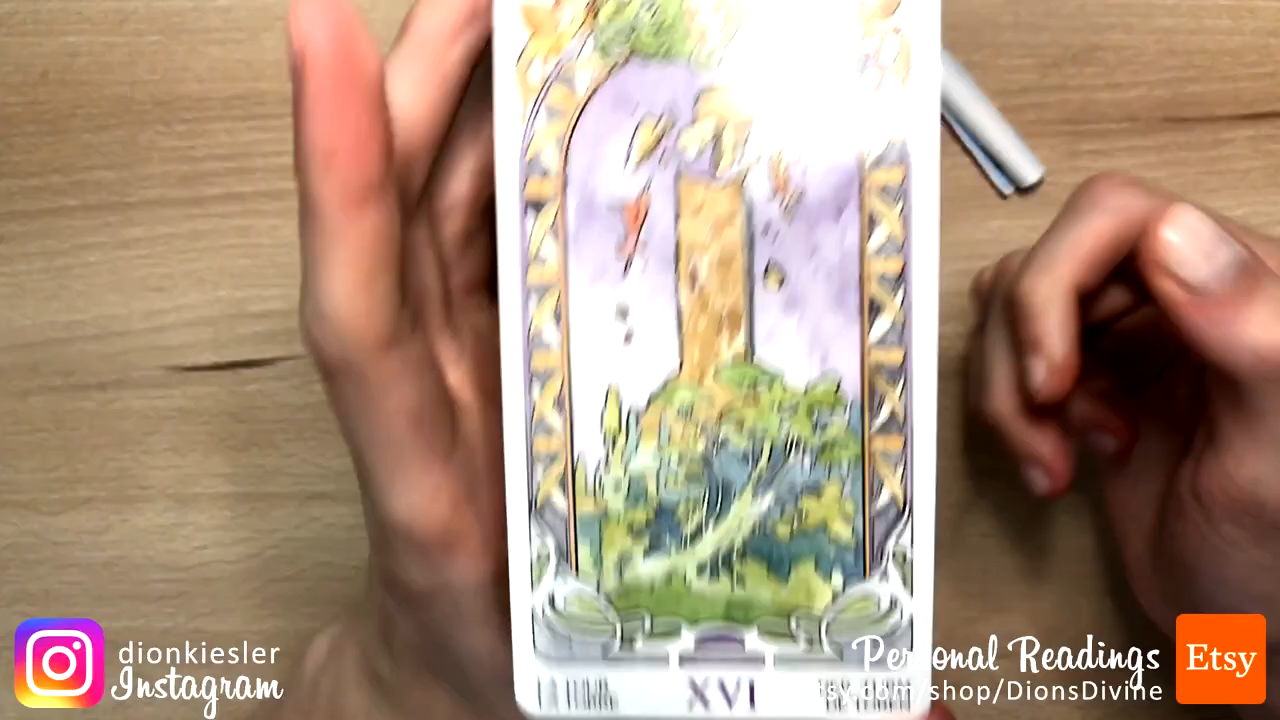 XVI
dionkiesler
Instagram
Personal Readings
Etsy
etsy.com/shop/DionsDivine